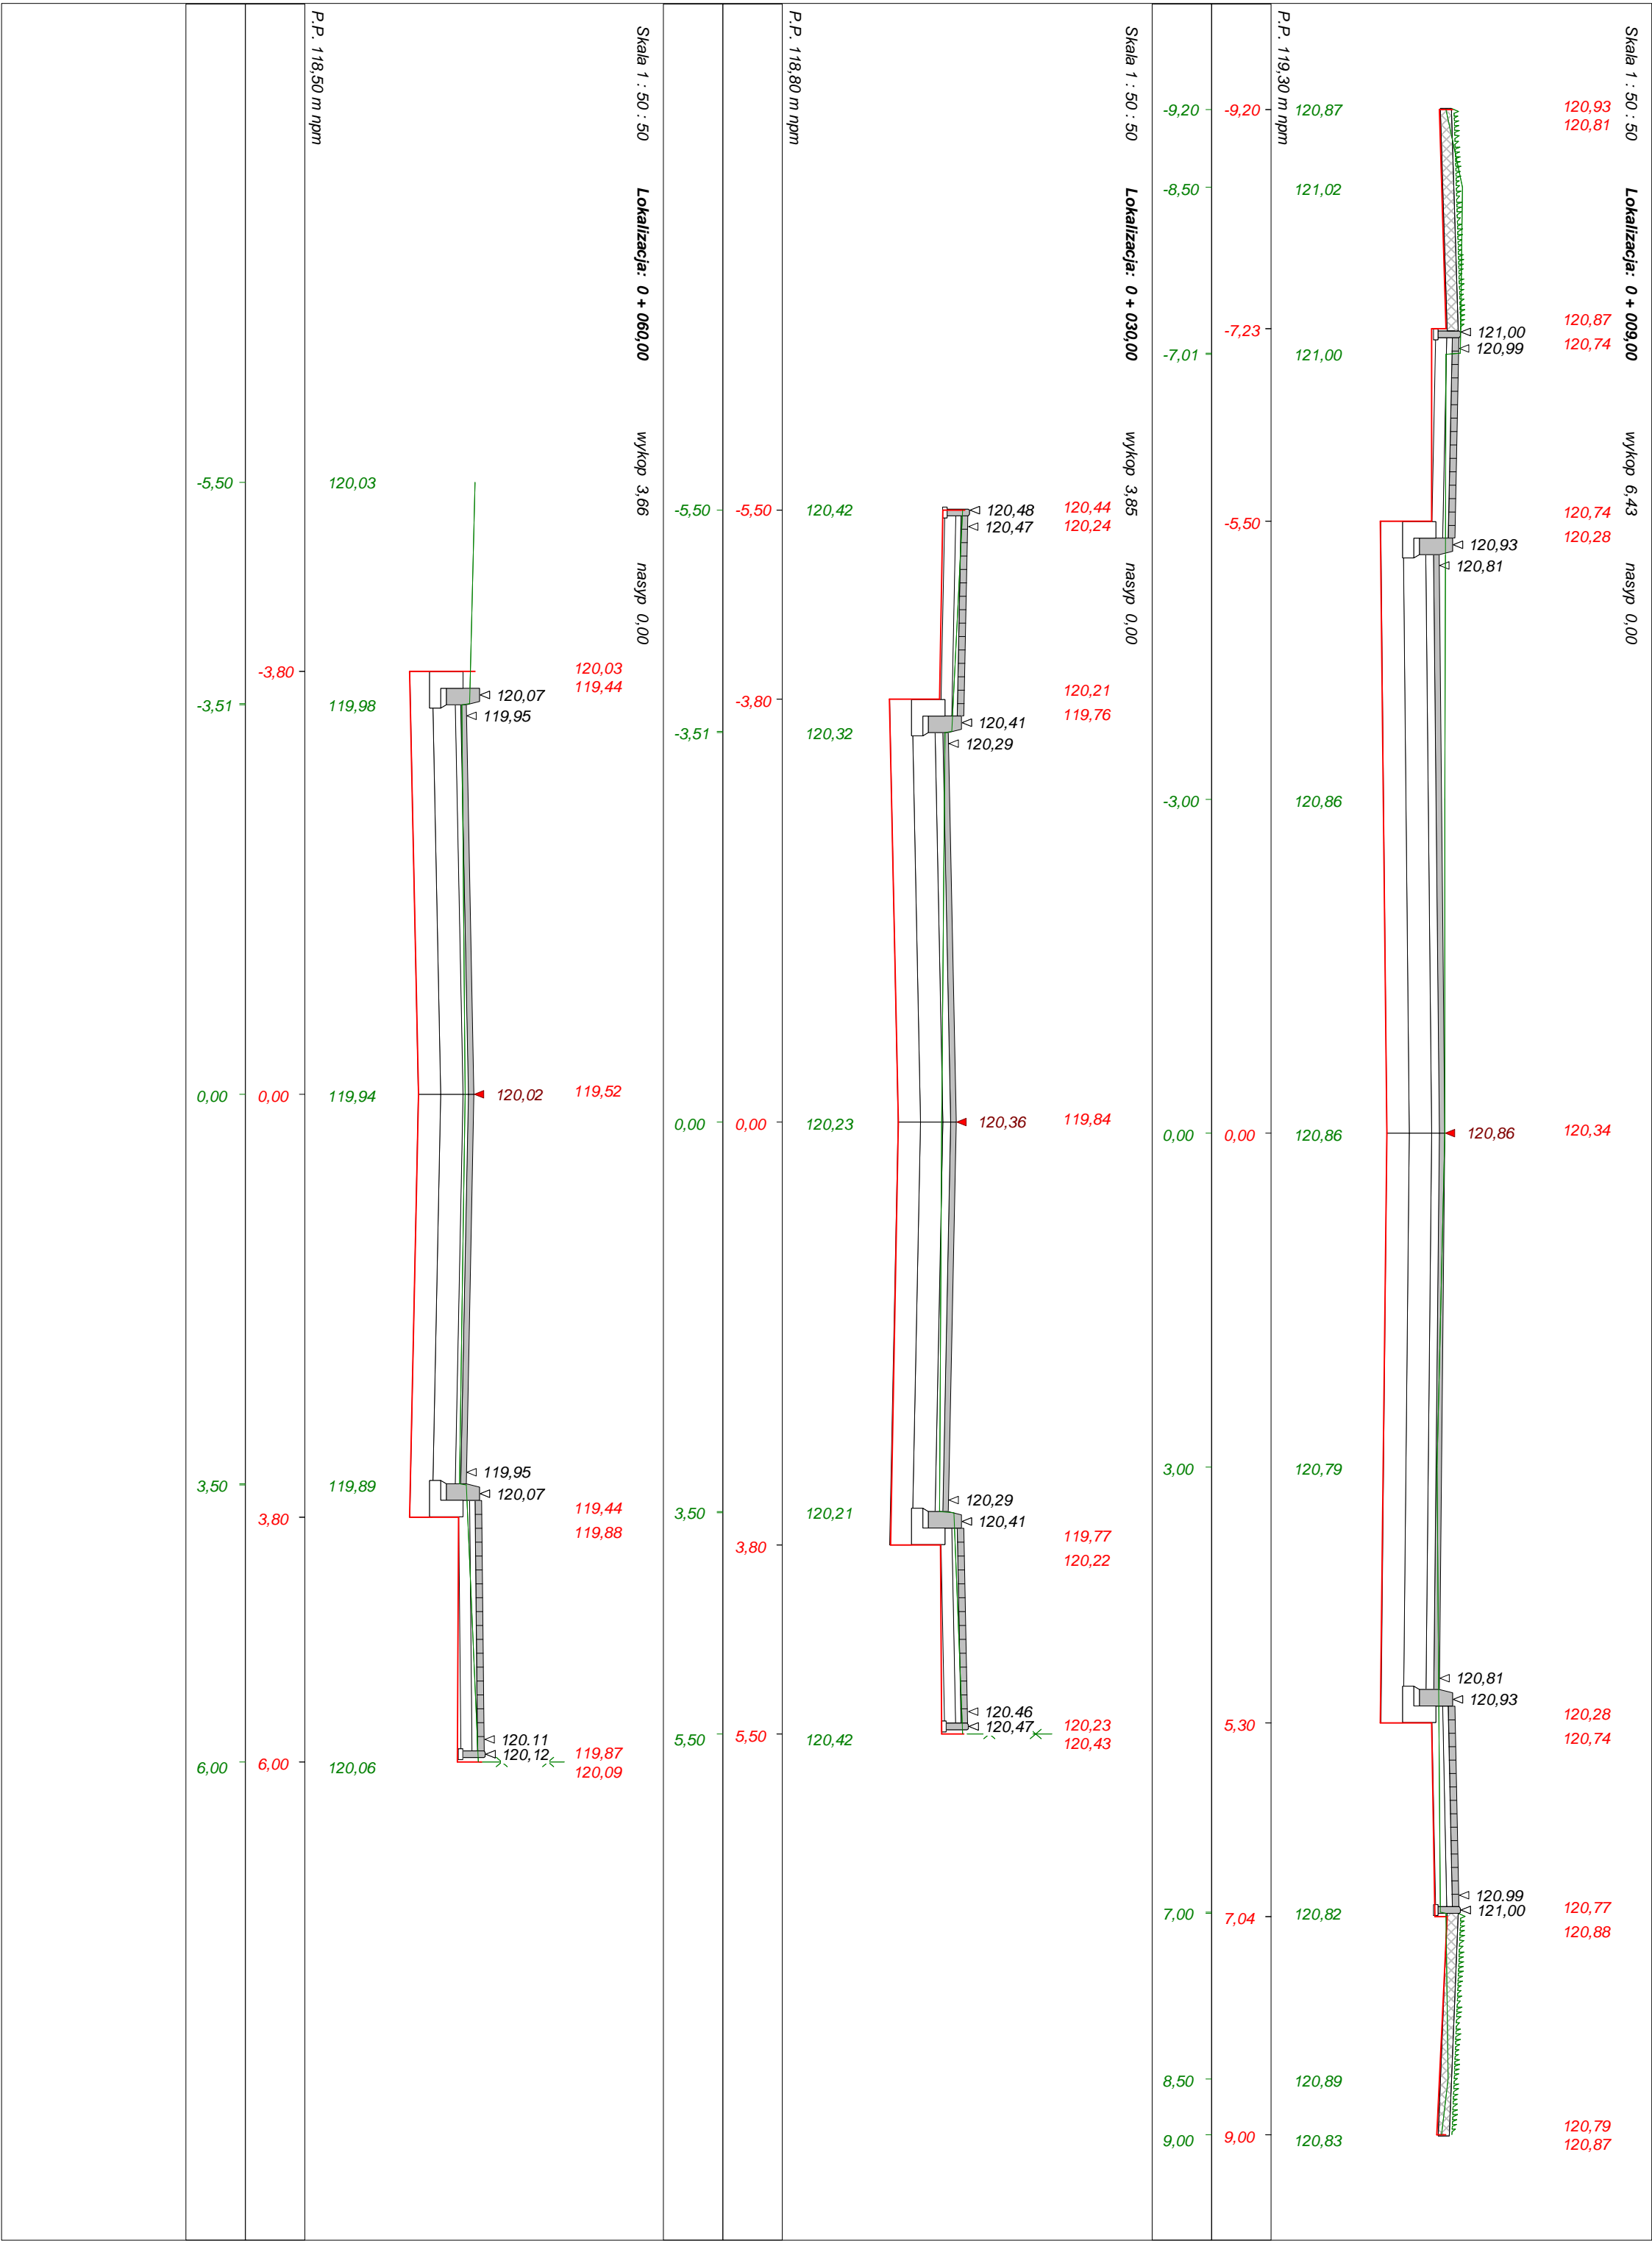 Skala 1 : 50 : 50 Lokalizacja: 0 + 009,00 wykop 6,43 nasyp 0,00
120,93 120,81 120,87 120,74 120,74 120,28 120,34 120,28 120,74 120,77 120,88 120,79 120,87
121,00 120,99 120,93 120,81 120,86 120,81 120,93 120.99 121,00
120,87 121,02 121,00 120,86 120,86 120,79 120,82 120,89 120,83
P.P. 119,30 m npm
-9,20 -7,23 -5,50 0,00 5,30 7,04 9,00
-9,20 -8,50 -7,01 -3,00 0,00 3,00 7,00 8,50 9,00
Skala 1 : 50 : 50 Lokalizacja: 0 + 030,00 wykop 3,85 nasyp 0,00
120,44 120,24 120,21 119,76 119,84 119,77 120,22 120,23 120,43
120,48 120,47 120,41 120,29 120,36 120,29 120,41 120.46 120,47
120,42 120,32 120,23 120,21 120,42
P.P. 118,80 m npm
-5,50 -3,80 0,00 3,80 5,50
-5,50 -3,51 0,00 3,50 5,50
Skala 1 : 50 : 50 Lokalizacja: 0 + 060,00 wykop 3,66 nasyp 0,00
120,03 119,44 119,52 119,44 119,88 119,87 120,09
120,07 119,95 120,02 119,95 120,07 120.11 120,12
120,03 119,98 119,94 119,89 120,06
P.P. 118,50 m npm
-3,80 0,00 3,80 6,00
-5,50 -3,51 0,00 3,50 6,00